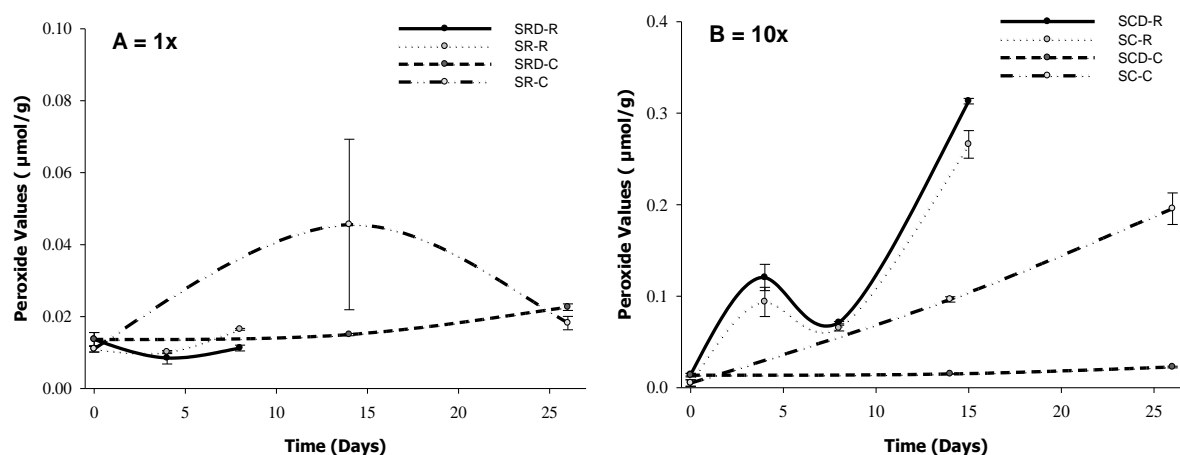 A = 1x
SRD-R
SR-R
SRD-C
SR-C
Peroxide Values ( µmol/g)
0.10
0.08
0.06
0.04
0.02
0.00
0 5 10 15 20 25
Time (Days)
B = 10x
SCD-R
SC-R
SCD-C
SC-C
Peroxide Values ( µmol/g)
0.4
0.3
0.2
0.1
0.0
0 5 10 15 20 25
Time (Days)